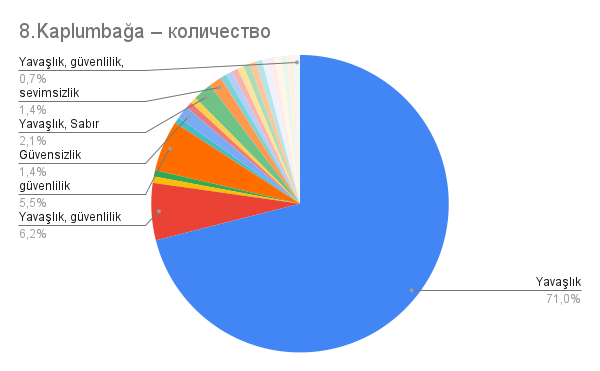 8.Kaplumbağa – количество
Yavaşlık, güvenlilik,
0,7%
sevimsizlik
1,4%
Yavaşlık, Sabır
2,1%
Güvensizlik
1,4%
güvenlilik
5,5%
Yavaşlık, güvenlilik
6,2%
Yavaşlık
71,0%